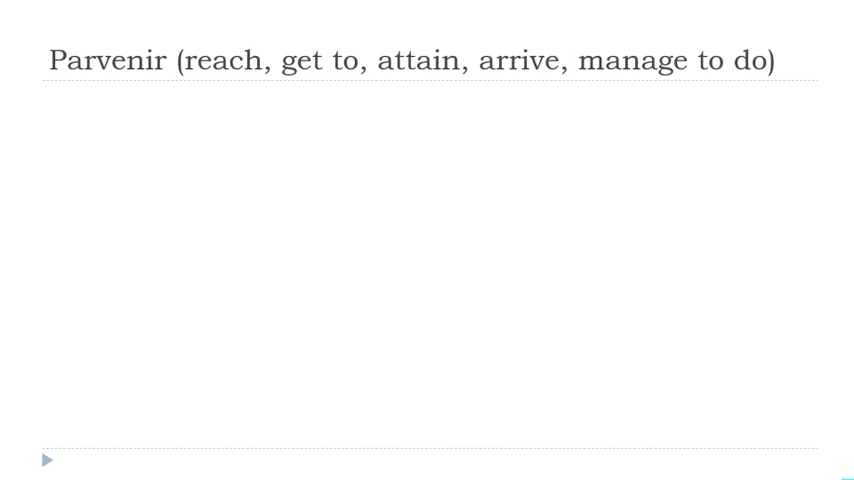 Parvenir (reach, get to, attain, arrive, manage to do)